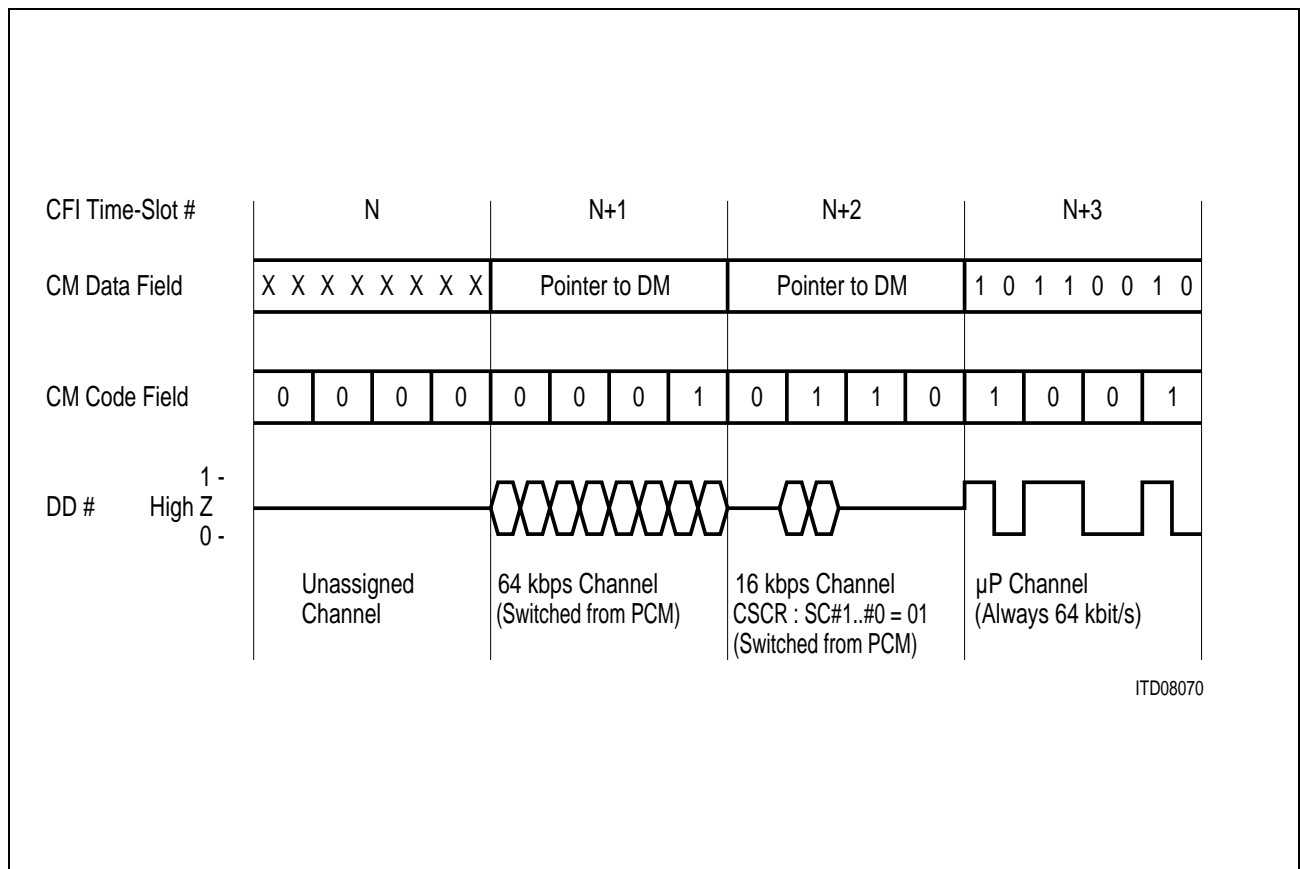 CFI Time-Slot # N N+1 N+2 N+3
CM Data Field X X X X X X X X Pointer to DM Pointer to DM 1 0 1 1 0 0 1 0
CM Code Field 0 0 0 0 0 0 0 1 0 1 1 0 1 0 0 1
1 -
DD # High Z
0 -
Unassigned
Channel
64 kbps Channel
(Switched from PCM)
16 kbps Channel
CSCR : SC#1..#0 = 01
(Switched from PCM)
µP Channel
(Always 64 kbit/s)
ITD08070